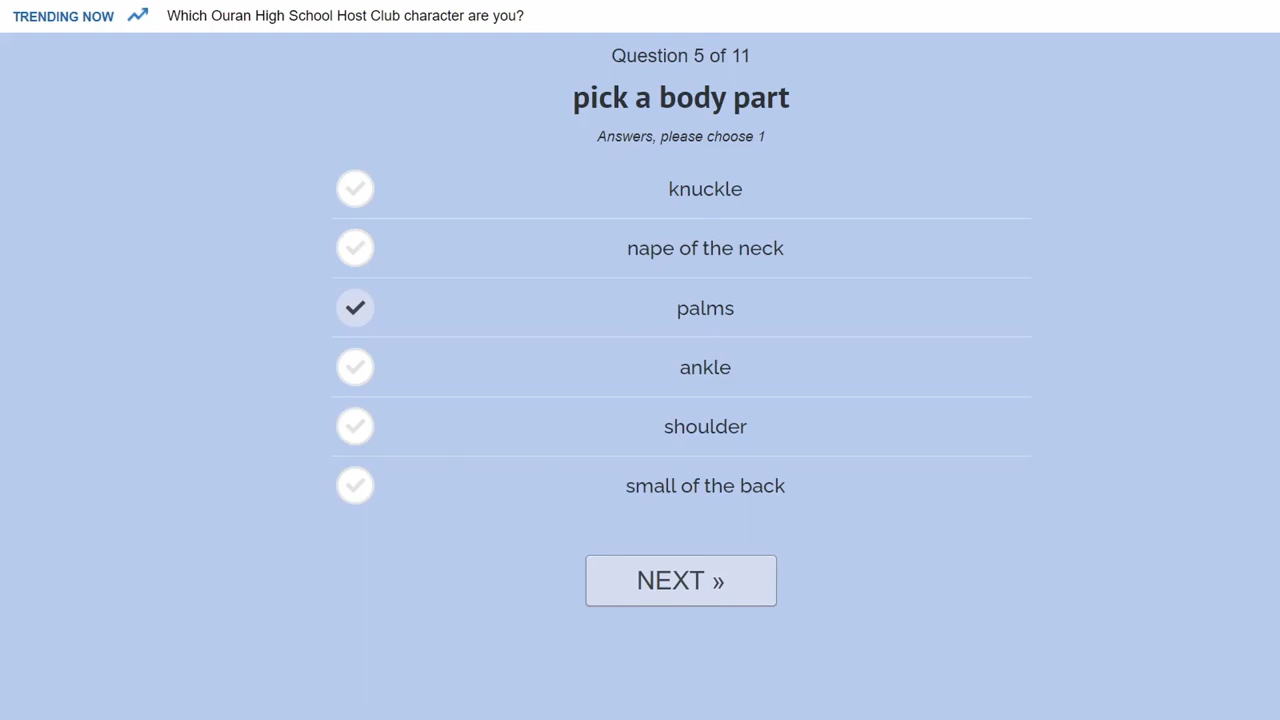 TRENDING NOW Which Ouran High School Host Club character are you?
Question 5 of 11
pick a body part
Answers, please choose 1
knuckle
nape of the neck
palms
ankle
shoulder
small of the back
NEXT »